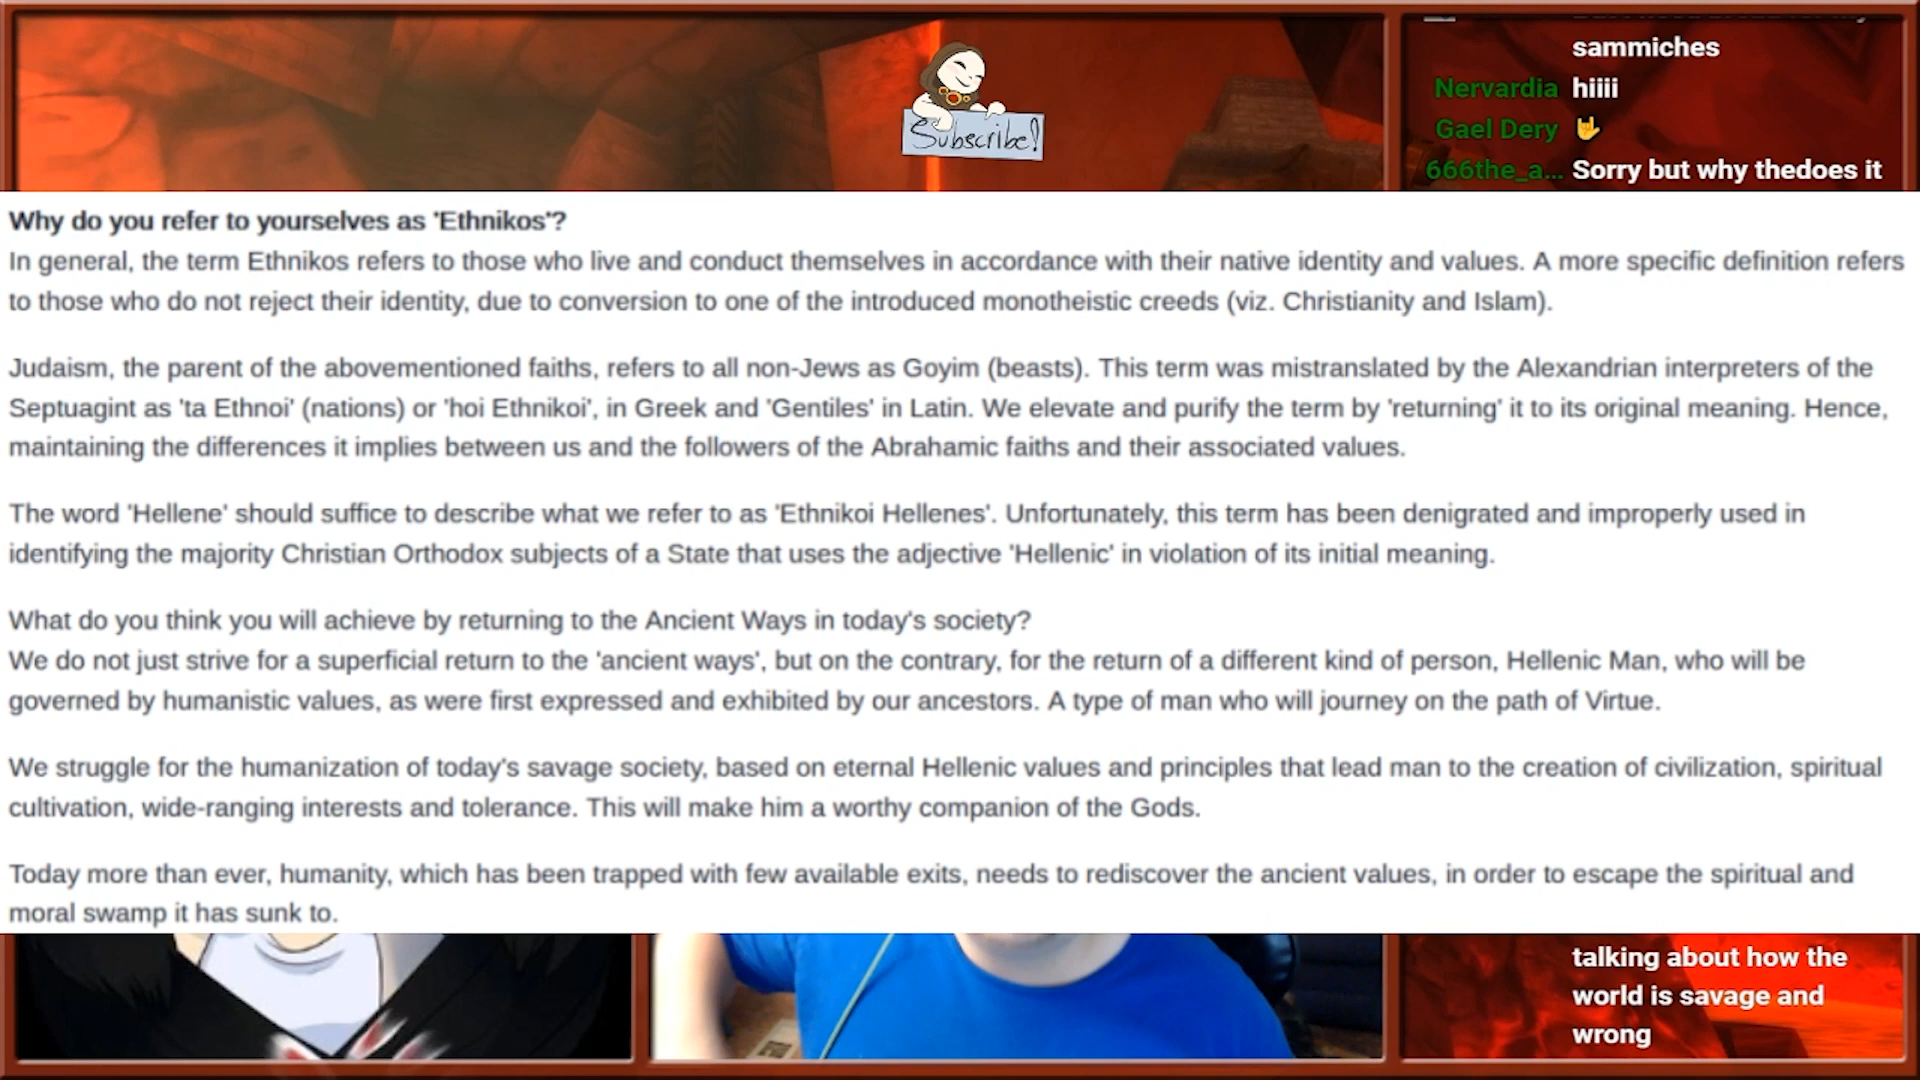 sammiches
Nervardia hiiii
Gael Dery 🤟
666the_a... Sorry but why thedoes it
Subscribe!
Why do you refer to yourselves as 'Ethnikos'?
In general, the term Ethnikos refers to those who live and conduct themselves in accordance with their native identity and values. A more specific definition refers
to those who do not reject their identity, due to conversion to one of the introduced monotheistic creeds (viz. Christianity and Islam).
Judaism, the parent of the abovementioned faiths, refers to all non-Jews as Goyim (beasts). This term was mistranslated by the Alexandrian interpreters of the
Septuagint as 'ta Ethnoi' (nations) or 'hoi Ethnikoi', in Greek and 'Gentiles' in Latin. We elevate and purify the term by 'returning' it to its original meaning. Hence,
maintaining the differences it implies between us and the followers of the Abrahamic faiths and their associated values.
The word 'Hellene' should suffice to describe what we refer to as 'Ethnikoi Hellenes'. Unfortunately, this term has been denigrated and improperly used in
identifying the majority Christian Orthodox subjects of a State that uses the adjective 'Hellenic' in violation of its initial meaning.
What do you think you will achieve by returning to the Ancient Ways in today's society?
We do not just strive for a superficial return to the 'ancient ways', but on the contrary, for the return of a different kind of person, Hellenic Man, who will be
governed by humanistic values, as were first expressed and exhibited by our ancestors. A type of man who will journey on the path of Virtue.
We struggle for the humanization of today's savage society, based on eternal Hellenic values and principles that lead man to the creation of civilization, spiritual
cultivation, wide-ranging interests and tolerance. This will make him a worthy companion of the Gods.
Today more than ever, humanity, which has been trapped with few available exits, needs to rediscover the ancient values, in order to escape the spiritual and
moral swamp it has sunk to.
talking about how the
world is savage and
wrong